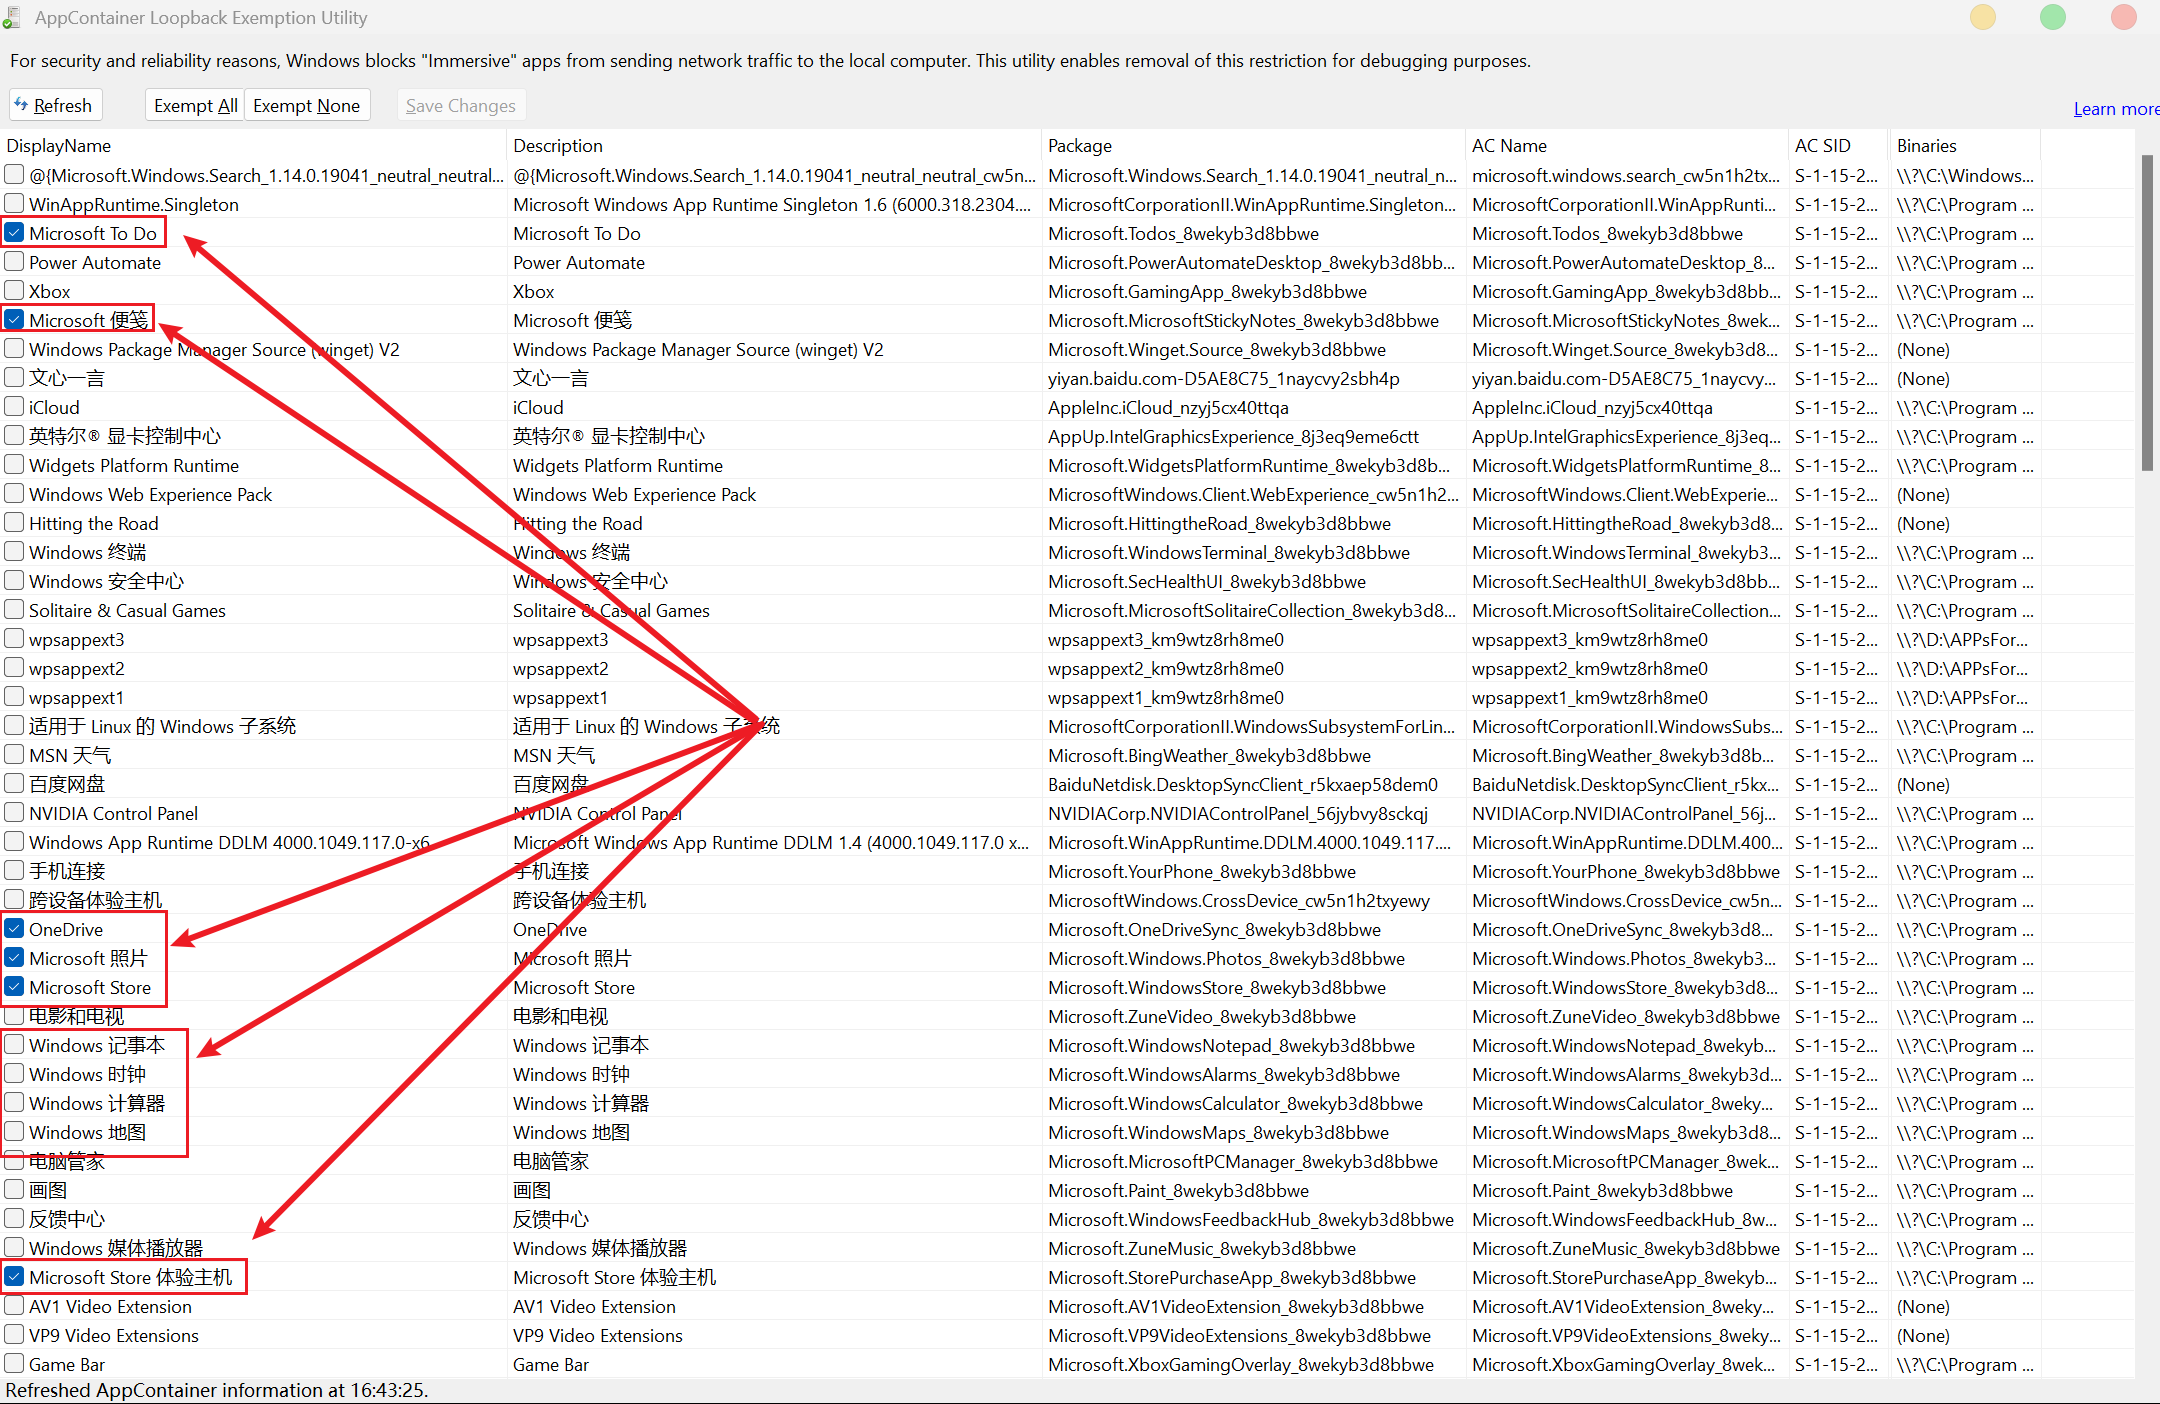 AppContainer Loopback Exemption Utility
For security and reliability reasons, Windows blocks "Immersive" apps from sending network traffic to the local computer. This utility enables removal of this restriction for debugging purposes.
Refresh Exempt All Exempt None Save Changes Learn more
DisplayName Description Package AC Name AC SID Binaries
@{Microsoft.Windows.Search_1.14.0.19041_neutral_neutral... @{Microsoft.Windows.Search_1.14.0.19041_neutral_neutral_cw5n... Microsoft.Windows.Search_1.14.0.19041_neutral_n... microsoft.windows.search_cw5n1h2tx... S-1-15-2... \\?\C:\Windows...
WinAppRuntime.Singleton Microsoft Windows App Runtime Singleton 1.6 (6000.318.2304.... MicrosoftCorporationII.WinAppRuntime.Singleton... MicrosoftCorporationII.WinAppRunti... S-1-15-2... \\?\C:\Program ...
Microsoft To Do Microsoft To Do Microsoft.Todos_8wekyb3d8bbwe Microsoft.Todos_8wekyb3d8bbwe S-1-15-2... \\?\C:\Program ...
Power Automate Power Automate Microsoft.PowerAutomateDesktop_8wekyb3d8bb... Microsoft.PowerAutomateDesktop_8... S-1-15-2... \\?\C:\Program ...
Xbox Xbox Microsoft.GamingApp_8wekyb3d8bbwe Microsoft.GamingApp_8wekyb3d8bb... S-1-15-2... \\?\C:\Program ...
Microsoft 便笺 Microsoft 便笺 Microsoft.MicrosoftStickyNotes_8wekyb3d8bbwe Microsoft.MicrosoftStickyNotes_8wek... S-1-15-2... \\?\C:\Program ...
Windows Package Manager Source (winget) V2 Windows Package Manager Source (winget) V2 Microsoft.Winget.Source_8wekyb3d8bbwe Microsoft.Winget.Source_8wekyb3d8... S-1-15-2... (None)
文心一言 文心一言 yiyan.baidu.com-D5AE8C75_1naycvy2sbh4p yiyan.baidu.com-D5AE8C75_1naycvy... S-1-15-2... (None)
iCloud iCloud AppleInc.iCloud_nzyj5cx40ttqa AppleInc.iCloud_nzyj5cx40ttqa S-1-15-2... \\?\C:\Program ...
英特尔® 显卡控制中心 英特尔® 显卡控制中心 AppUp.IntelGraphicsExperience_8j3eq9eme6ctt AppUp.IntelGraphicsExperience_8j3eq... S-1-15-2... \\?\C:\Program ...
Widgets Platform Runtime Widgets Platform Runtime Microsoft.WidgetsPlatformRuntime_8wekyb3d8b... Microsoft.WidgetsPlatformRuntime_8... S-1-15-2... \\?\C:\Program ...
Windows Web Experience Pack Windows Web Experience Pack MicrosoftWindows.Client.WebExperience_cw5n1h2... MicrosoftWindows.Client.WebExperie... S-1-15-2... (None)
Hitting the Road Hitting the Road Microsoft.HittingtheRoad_8wekyb3d8bbwe Microsoft.HittingtheRoad_8wekyb3d8... S-1-15-2... (None)
Windows 终端 Windows 终端 Microsoft.WindowsTerminal_8wekyb3d8bbwe Microsoft.WindowsTerminal_8wekyb3... S-1-15-2... \\?\C:\Program ...
Windows 安全中心 Windows 安全中心 Microsoft.SecHealthUI_8wekyb3d8bbwe Microsoft.SecHealthUI_8wekyb3d8bb... S-1-15-2... \\?\C:\Program ...
Solitaire & Casual Games Solitaire & Casual Games Microsoft.MicrosoftSolitaireCollection_8wekyb3d8... Microsoft.MicrosoftSolitaireCollection... S-1-15-2... \\?\C:\Program ...
wpsappext3 wpsappext3 wpsappext3_km9wtz8rh8me0 wpsappext3_km9wtz8rh8me0 S-1-15-2... \\?\D:\APPsFor...
wpsappext2 wpsappext2 wpsappext2_km9wtz8rh8me0 wpsappext2_km9wtz8rh8me0 S-1-15-2... \\?\D:\APPsFor...
wpsappext1 wpsappext1 wpsappext1_km9wtz8rh8me0 wpsappext1_km9wtz8rh8me0 S-1-15-2... \\?\D:\APPsFor...
适用于 Linux 的 Windows 子系统 适用于 Linux 的 Windows 子系统 MicrosoftCorporationII.WindowsSubsystemForLin... MicrosoftCorporationII.WindowsSubs... S-1-15-2... \\?\C:\Program ...
MSN 天气 MSN 天气 Microsoft.BingWeather_8wekyb3d8bbwe Microsoft.BingWeather_8wekyb3d8b... S-1-15-2... \\?\C:\Program ...
百度网盘 百度网盘 BaiduNetdisk.DesktopSyncClient_r5kxaep58dem0 BaiduNetdisk.DesktopSyncClient_r5kx... S-1-15-2... (None)
NVIDIA Control Panel NVIDIA Control Panel NVIDIACorp.NVIDIAControlPanel_56jybvy8sckqj NVIDIACorp.NVIDIAControlPanel_56j... S-1-15-2... \\?\C:\Program ...
Windows App Runtime DDLM 4000.1049.117.0-x6 Microsoft Windows App Runtime DDLM 1.4 (4000.1049.117.0 x... Microsoft.WinAppRuntime.DDLM.4000.1049.117.... Microsoft.WinAppRuntime.DDLM.400... S-1-15-2... \\?\C:\Program ...
手机连接 手机连接 Microsoft.YourPhone_8wekyb3d8bbwe Microsoft.YourPhone_8wekyb3d8bbwe S-1-15-2... \\?\C:\Program ...
跨设备体验主机 跨设备体验主机 MicrosoftWindows.CrossDevice_cw5n1h2txyewy MicrosoftWindows.CrossDevice_cw5n... S-1-15-2... \\?\C:\Program ...
OneDrive OneDrive Microsoft.OneDriveSync_8wekyb3d8bbwe Microsoft.OneDriveSync_8wekyb3d8... S-1-15-2... \\?\C:\Program ...
Microsoft 照片 Microsoft 照片 Microsoft.Windows.Photos_8wekyb3d8bbwe Microsoft.Windows.Photos_8wekyb3... S-1-15-2... \\?\C:\Program ...
Microsoft Store Microsoft Store Microsoft.WindowsStore_8wekyb3d8bbwe Microsoft.WindowsStore_8wekyb3d8... S-1-15-2... \\?\C:\Program ...
电影和电视 电影和电视 Microsoft.ZuneVideo_8wekyb3d8bbwe Microsoft.ZuneVideo_8wekyb3d8bbwe S-1-15-2... \\?\C:\Program ...
Windows 记事本 Windows 记事本 Microsoft.WindowsNotepad_8wekyb3d8bbwe Microsoft.WindowsNotepad_8wekyb... S-1-15-2... \\?\C:\Program ...
Windows 时钟 Windows 时钟 Microsoft.WindowsAlarms_8wekyb3d8bbwe Microsoft.WindowsAlarms_8wekyb3d... S-1-15-2... \\?\C:\Program ...
Windows 计算器 Windows 计算器 Microsoft.WindowsCalculator_8wekyb3d8bbwe Microsoft.WindowsCalculator_8weky... S-1-15-2... \\?\C:\Program ...
Windows 地图 Windows 地图 Microsoft.WindowsMaps_8wekyb3d8bbwe Microsoft.WindowsMaps_8wekyb3d8... S-1-15-2... \\?\C:\Program ...
电脑管家 电脑管家 Microsoft.MicrosoftPCManager_8wekyb3d8bbwe Microsoft.MicrosoftPCManager_8wek... S-1-15-2... \\?\C:\Program ...
画图 画图 Microsoft.Paint_8wekyb3d8bbwe Microsoft.Paint_8wekyb3d8bbwe S-1-15-2... \\?\C:\Program ...
反馈中心 反馈中心 Microsoft.WindowsFeedbackHub_8wekyb3d8bbwe Microsoft.WindowsFeedbackHub_8w... S-1-15-2... \\?\C:\Program ...
Windows 媒体播放器 Windows 媒体播放器 Microsoft.ZuneMusic_8wekyb3d8bbwe Microsoft.ZuneMusic_8wekyb3d8bbwe S-1-15-2... \\?\C:\Program ...
Microsoft Store 体验主机 Microsoft Store 体验主机 Microsoft.StorePurchaseApp_8wekyb3d8bbwe Microsoft.StorePurchaseApp_8wekyb... S-1-15-2... \\?\C:\Program ...
AV1 Video Extension AV1 Video Extension Microsoft.AV1VideoExtension_8wekyb3d8bbwe Microsoft.AV1VideoExtension_8weky... S-1-15-2... (None)
VP9 Video Extensions VP9 Video Extensions Microsoft.VP9VideoExtensions_8wekyb3d8bbwe Microsoft.VP9VideoExtensions_8weky... S-1-15-2... (None)
Game Bar Game Bar Microsoft.XboxGamingOverlay_8wekyb3d8bbwe Microsoft.XboxGamingOverlay_8wek... S-1-15-2... \\?\C:\Program ...
Refreshed AppContainer information at 16:43:25.